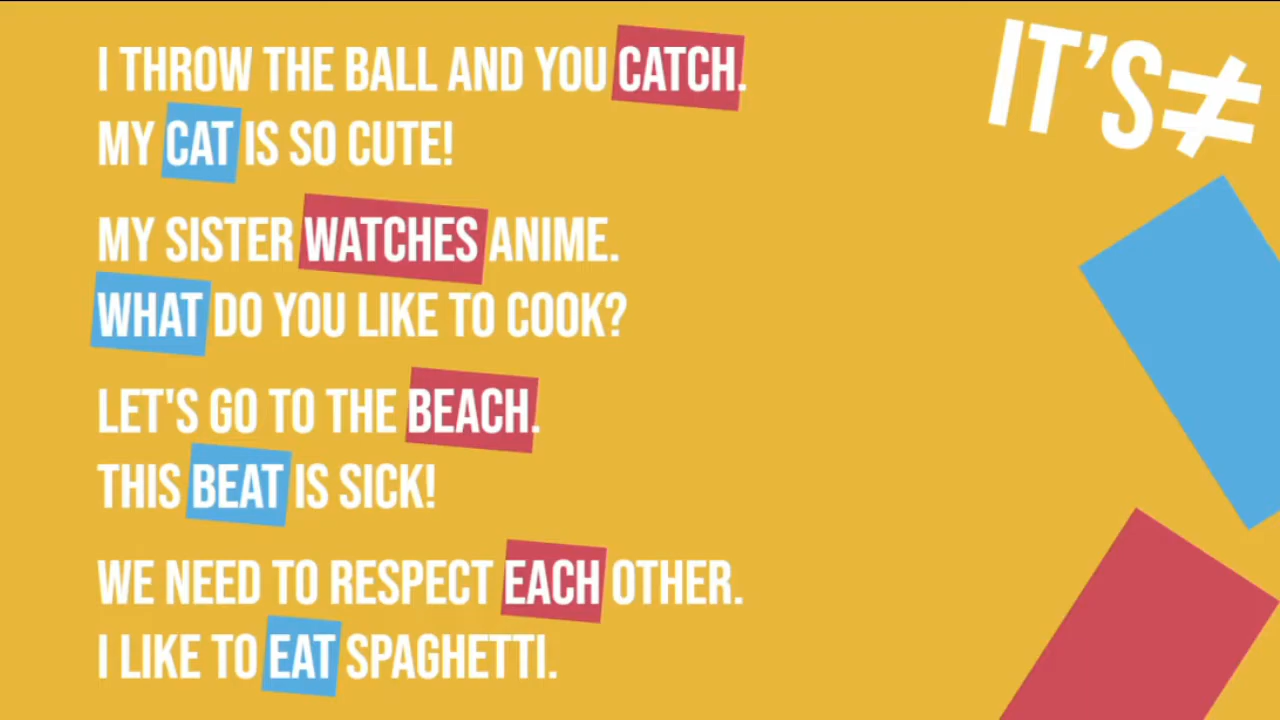 I THROW THE BALL AND YOU CATCH.
MY CAT IS SO CUTE!
MY SISTER WATCHES ANIME.
WHAT DO YOU LIKE TO COOK?
LET'S GO TO THE BEACH.
THIS BEAT IS SICK!
WE NEED TO RESPECT EACH OTHER.
I LIKE TO EAT SPAGHETTI.
IT'S≠